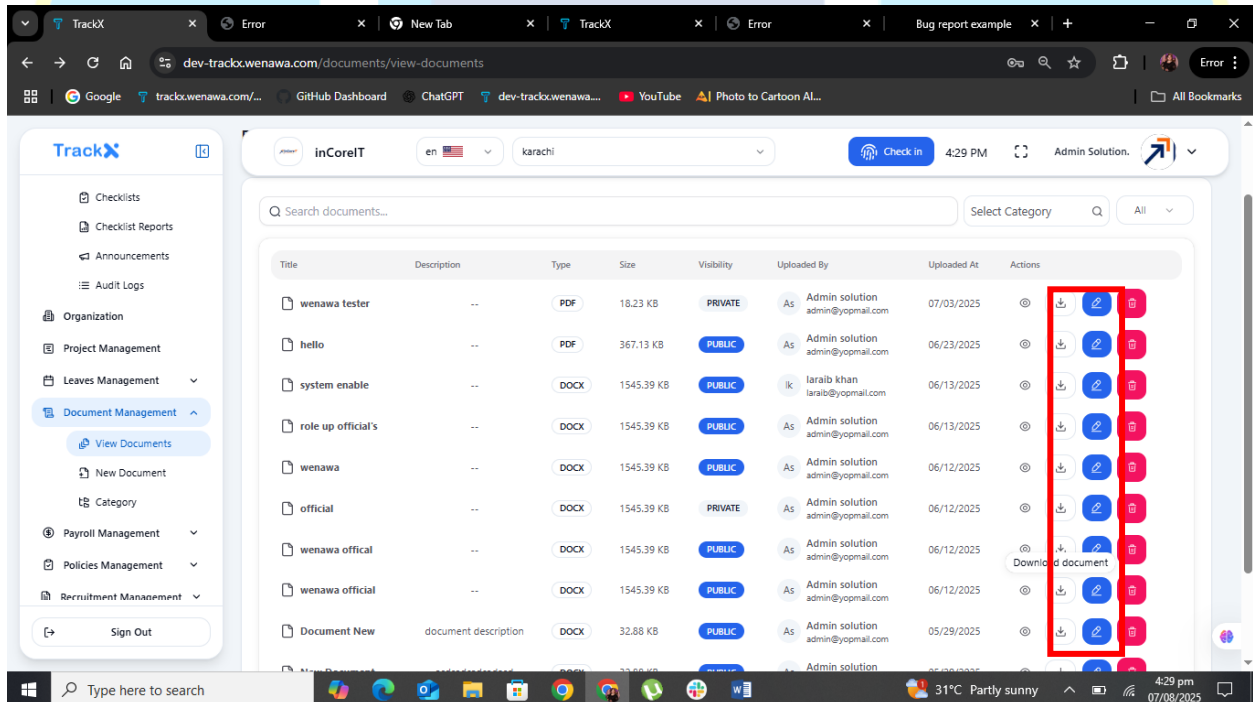 TrackX
Error
New Tab
TrackX
Error
Bug report example
dev-trackx.wenawa.com/documents/view-documents
Error
Google
trackx.wenawa.com/...
GitHub Dashboard
ChatGPT
dev-trackx.wenawa....
YouTube
Photo to Cartoon AI...
All Bookmarks
TrackX
inCoreIT
en
karachi
Check in
4:29 PM
Admin Solution.
Checklists
Checklist Reports
Announcements
Audit Logs
Organization
Project Management
Leaves Management
Document Management
View Documents
New Document
Category
Payroll Management
Policies Management
Recruitment Management
Sign Out
Search documents...
Select Category
All
Title Description Type Size Visibility Uploaded By Uploaded At Actions
wenawa tester -- PDF 18.23 KB PRIVATE As Admin solution 07/03/2025
admin@yopmail.com
hello -- PDF 367.13 KB PUBLIC As Admin solution 06/23/2025
admin@yopmail.com
system enable -- DOCX 1545.39 KB PUBLIC lk laraib khan 06/13/2025
laraib@yopmail.com
role up official's -- DOCX 1545.39 KB PUBLIC As Admin solution 06/13/2025
admin@yopmail.com
wenawa -- DOCX 1545.39 KB PUBLIC As Admin solution 06/12/2025
admin@yopmail.com
official -- DOCX 1545.39 KB PRIVATE As Admin solution 06/12/2025
admin@yopmail.com
wenawa offical -- DOCX 1545.39 KB PUBLIC As Admin solution 06/12/2025
admin@yopmail.com
Download document
wenawa official -- DOCX 1545.39 KB PUBLIC As Admin solution 06/12/2025
admin@yopmail.com
Document New document description DOCX 32.88 KB PUBLIC As Admin solution 05/29/2025
admin@yopmail.com
New Document DOCX 32.88 KB PUBLIC Admin solution
Type here to search
31°C Partly sunny
4:29 pm
07/08/2025